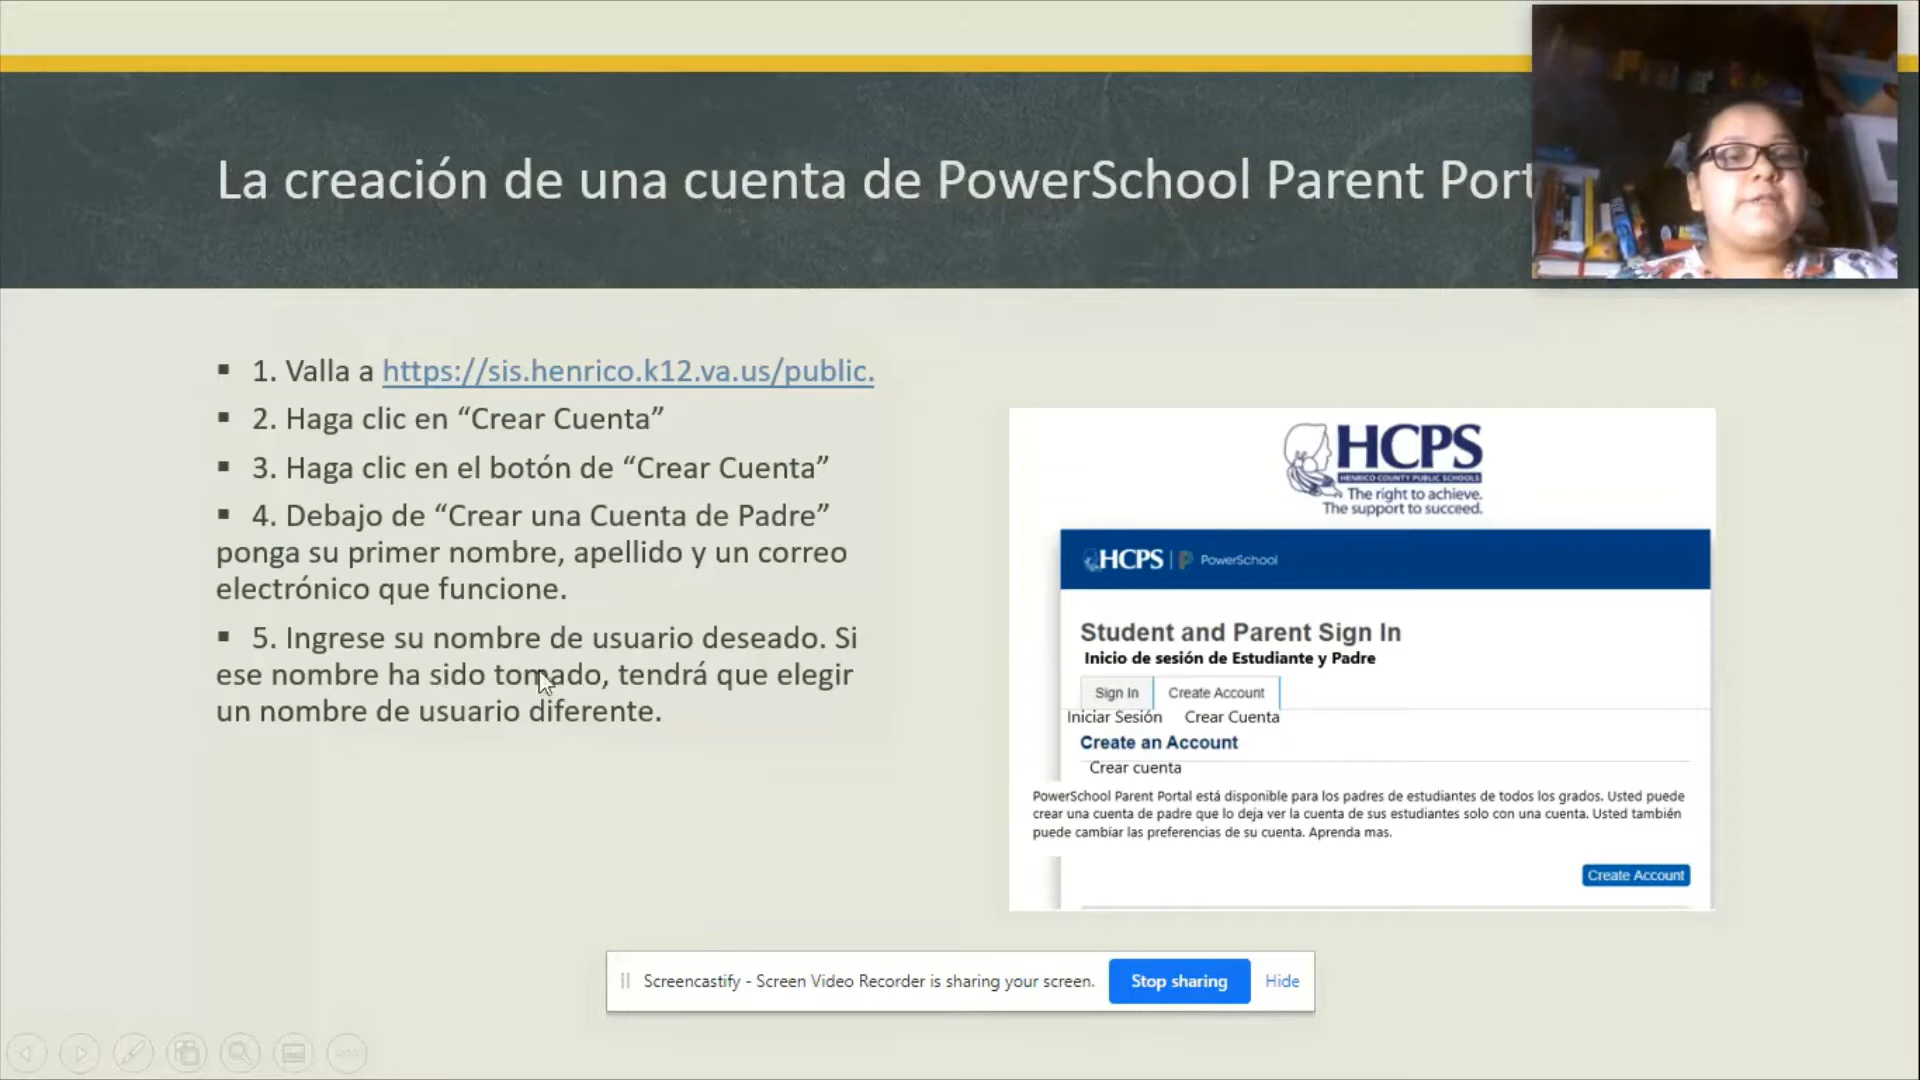 La creación de una cuenta de PowerSchool Parent Port
1. Valla a https://sis.henrico.k12.va.us/public.
2. Haga clic en “Crear Cuenta”
3. Haga clic en el botón de “Crear Cuenta”
4. Debajo de “Crear una Cuenta de Padre”
ponga su primer nombre, apellido y un correo
electrónico que funcione.
5. Ingrese su nombre de usuario deseado. Si
ese nombre ha sido tomado, tendrá que elegir
un nombre de usuario diferente.
HCPS
HENRICO COUNTY PUBLIC SCHOOLS
The right to achieve.
The support to succeed.
HCPS | PowerSchool
Student and Parent Sign In
Inicio de sesión de Estudiante y Padre
Sign In Create Account
Iniciar Sesión Crear Cuenta
Create an Account
Crear cuenta
PowerSchool Parent Portal está disponible para los padres de estudiantes de todos los grados. Usted puede
crear una cuenta de padre que lo deja ver la cuenta de sus estudiantes solo con una cuenta. Usted también
puede cambiar las preferencias de su cuenta. Aprenda mas.
Create Account
Screencastify - Screen Video Recorder is sharing your screen. Stop sharing Hide